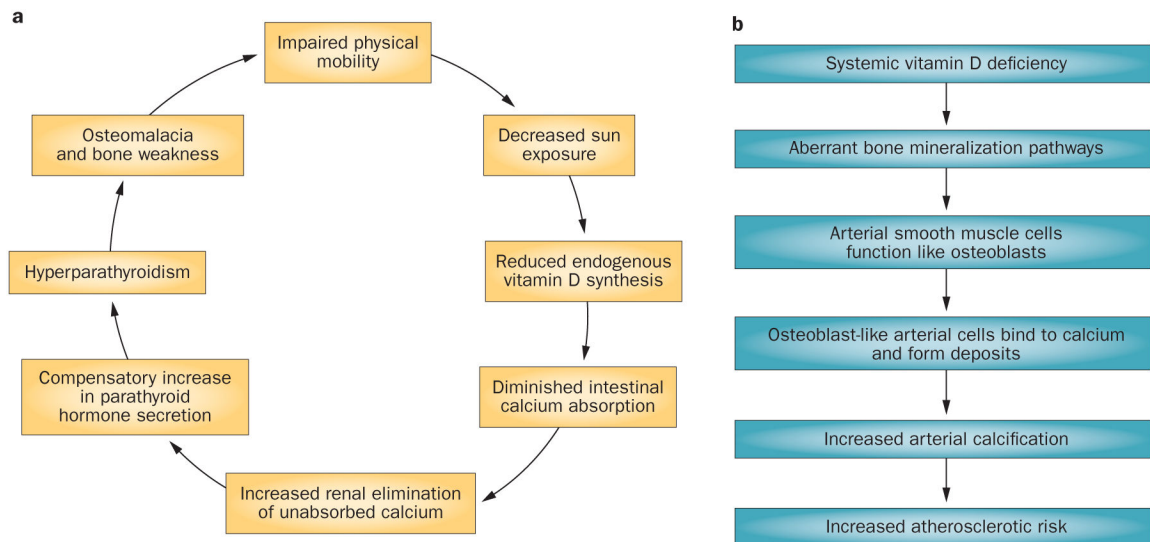 a
Impaired physical
mobility
Decreased sun
exposure
Reduced endogenous
vitamin D synthesis
Diminished intestinal
calcium absorption
Increased renal elimination
of unabsorbed calcium
Compensatory increase
in parathyroid
hormone secretion
Hyperparathyroidism
Osteomalacia
and bone weakness
b
Systemic vitamin D deficiency
Aberrant bone mineralization pathways
Arterial smooth muscle cells
function like osteoblasts
Osteoblast-like arterial cells bind to calcium
and form deposits
Increased arterial calcification
Increased atherosclerotic risk